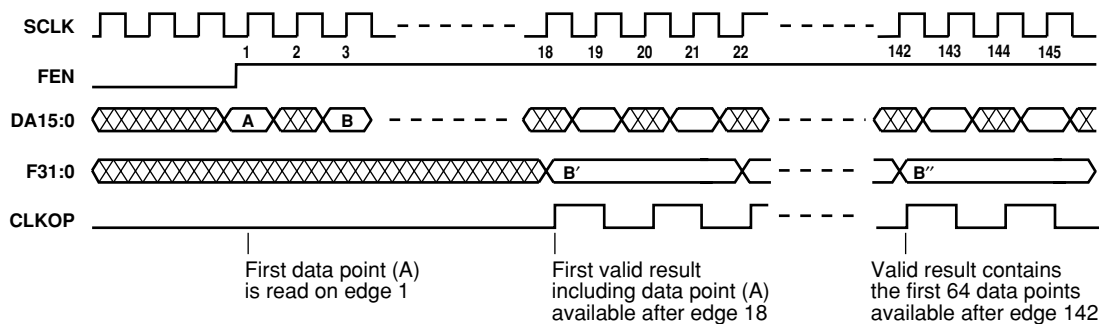 SCLK
1 2 3 18 19 20 21 22 142 143 144 145
FEN
DA15:0 A B
F31:0 B′ B″
CLKOP
First data point (A)
is read on edge 1
First valid result
including data point (A)
available after edge 18
Valid result contains
the first 64 data points
available after edge 142